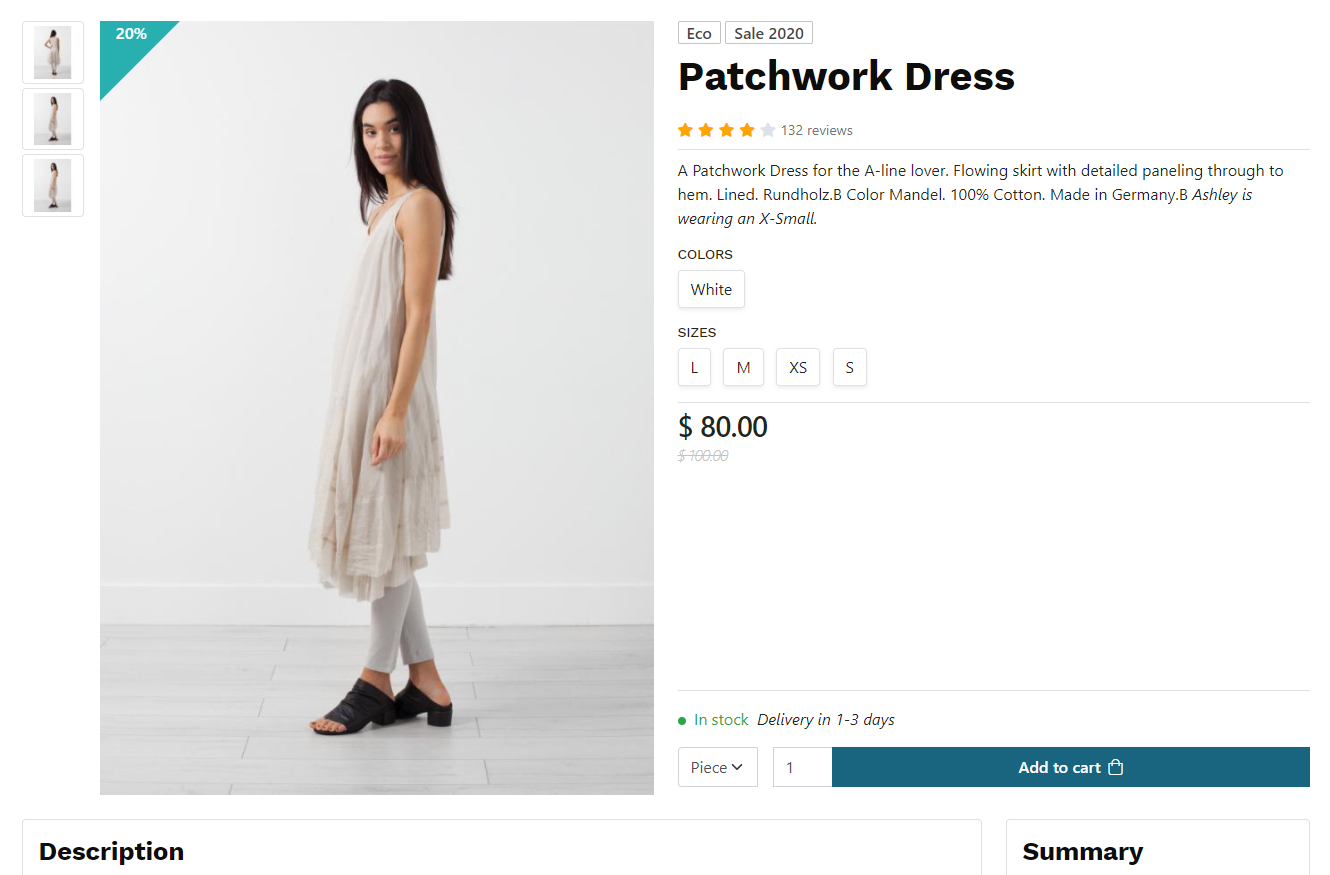 20%
Eco Sale 2020
Patchwork Dress
132 reviews
A Patchwork Dress for the A-line lover. Flowing skirt with detailed paneling through to
hem. Lined. Rundholz.B Color Mandel. 100% Cotton. Made in Germany.B Ashley is
wearing an X-Small.
COLORS
White
SIZES
L M XS S
$ 80.00
$ 100.00
In stock Delivery in 1-3 days
Piece 1 Add to cart
Description Summary